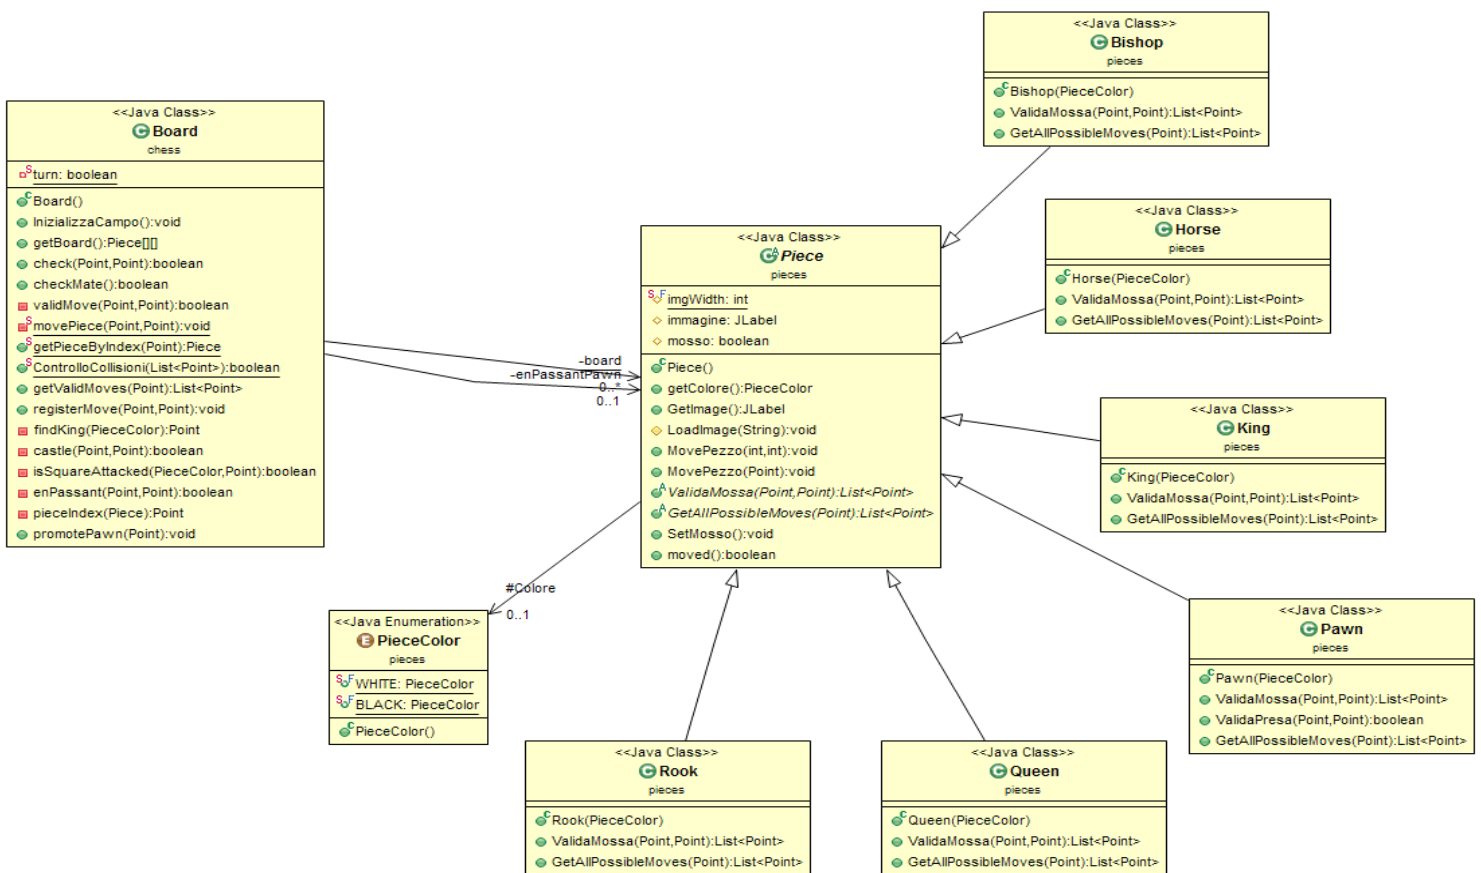 <<Java Class>>
Board
chess
turn: boolean
Board()
InizializzaCampo():void
getBoard():Piece[][]
check(Point,Point):boolean
checkMate():boolean
validMove(Point,Point):boolean
movePiece(Point,Point):void
getPieceByIndex(Point):Piece
ControlloCollisioni(List<Point>):boolean
getValidMoves(Point):List<Point>
registerMove(Point,Point):void
findKing(PieceColor):Point
castle(Point,Point):boolean
isSquareAttacked(PieceColor,Point):boolean
enPassant(Point,Point):boolean
pieceIndex(Piece):Point
promotePawn(Point):void
-board
-enPassantPawn
0..*
0..1
<<Java Class>>
Piece
pieces
imgWidth: int
immagine: JLabel
mosso: boolean
Piece()
getColore():PieceColor
GetImage():JLabel
LoadImage(String):void
MovePezzo(int,int):void
MovePezzo(Point):void
ValidaMossa(Point,Point):List<Point>
GetAllPossibleMoves(Point):List<Point>
SetMosso():void
moved():boolean
#Colore
0..1
<<Java Enumeration>>
PieceColor
pieces
WHITE: PieceColor
BLACK: PieceColor
PieceColor()
<<Java Class>>
Bishop
pieces
Bishop(PieceColor)
ValidaMossa(Point,Point):List<Point>
GetAllPossibleMoves(Point):List<Point>
<<Java Class>>
Horse
pieces
Horse(PieceColor)
ValidaMossa(Point,Point):List<Point>
GetAllPossibleMoves(Point):List<Point>
<<Java Class>>
King
pieces
King(PieceColor)
ValidaMossa(Point,Point):List<Point>
GetAllPossibleMoves(Point):List<Point>
<<Java Class>>
Pawn
pieces
Pawn(PieceColor)
ValidaMossa(Point,Point):List<Point>
ValidaPresa(Point,Point):boolean
GetAllPossibleMoves(Point):List<Point>
<<Java Class>>
Rook
pieces
Rook(PieceColor)
ValidaMossa(Point,Point):List<Point>
GetAllPossibleMoves(Point):List<Point>
<<Java Class>>
Queen
pieces
Queen(PieceColor)
ValidaMossa(Point,Point):List<Point>
GetAllPossibleMoves(Point):List<Point>